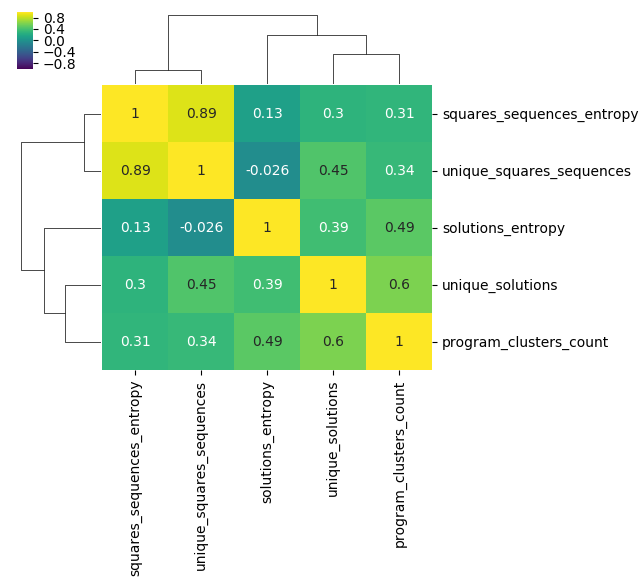 0.8
0.4
0.0
−0.4
−0.8
1 0.89 0.13 0.3 0.31 squares_sequences_entropy
0.89 1 -0.026 0.45 0.34 unique_squares_sequences
0.13 -0.026 1 0.39 0.49 solutions_entropy
0.3 0.45 0.39 1 0.6 unique_solutions
0.31 0.34 0.49 0.6 1 program_clusters_count
squares_sequences_entropy
unique_squares_sequences
solutions_entropy
unique_solutions
program_clusters_count